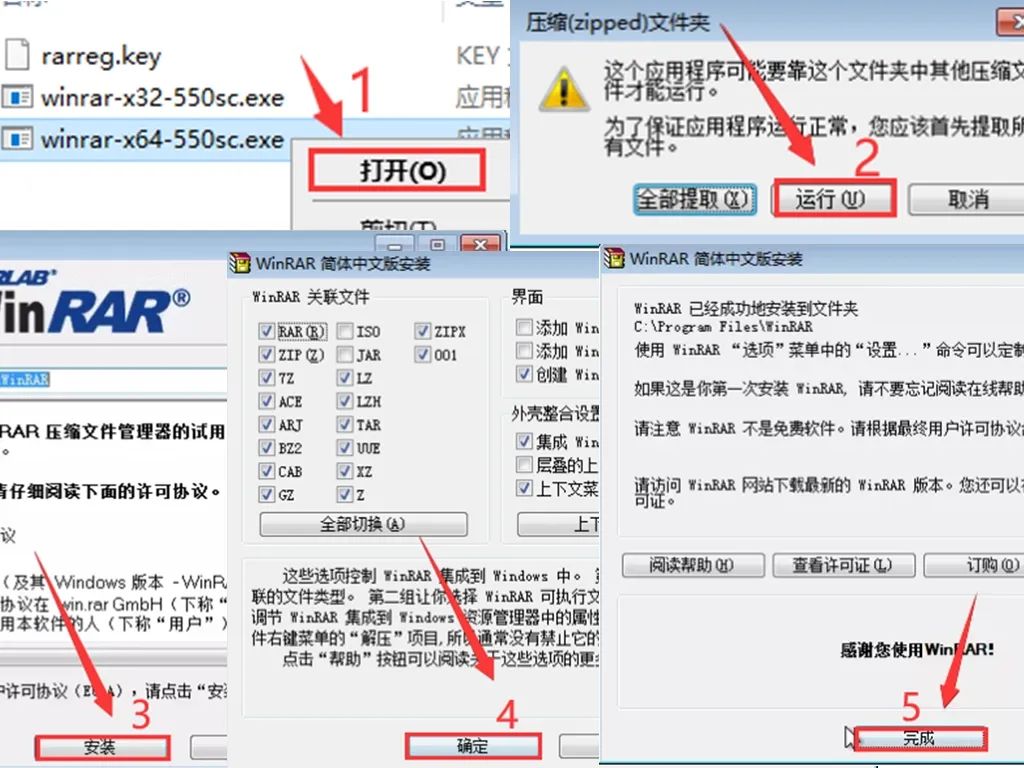 rarreg.key
KEY
winrar-x32-550sc.exe
应用
winrar-x64-550sc.exe
1
打开(O)
压缩(zipped)文件夹
这个应用程序可能要靠这个文件夹中其他压缩文
件才能运行。
为了保证应用程序运行正常，您应该首先提取所
有文件。
2
全部提取(X)
运行(U)
取消
RLAB®
inRAR®
WinRAR
RAR 压缩文件管理器的试用
仔细阅读下面的许可协议。
议
（及其 Windows 版本 -WinR
协议在 win.rar GmbH（下称“
用本软件的人（下称“用户”）
许可协议（EULA），请点击“安
3
安装
WinRAR 简体中文版安装
WinRAR 关联文件
RAR(R)
ISO
ZIPX
ZIP(Z)
JAR
001
7Z
LZ
ACE
LZH
ARJ
TAR
BZ2
UUE
CAB
XZ
GZ
Z
全部切换(A)
界面
添加 Win
添加 Win
创建 Win
外壳整合设置
集成 Win
层叠的上
上下文菜
上下
这些选项控制 WinRAR 集成到 Windows 中。
联的文件类型。 第二组让你选择 WinRAR 可执行文
调节 WinRAR 集成到 Windows 资源管理器中的属性
件右键菜单的“解压”项目,所以通常没有禁止它的
点击“帮助”按钮可以阅读关于这些选项的更
4
确定
WinRAR 简体中文版安装
WinRAR 已经成功地安装到文件夹
C:\Program Files\WinRAR
使用 WinRAR “选项”菜单中的“设置...”命令可以定制
如果这是你第一次安装 WinRAR, 请不要忘记阅读在线帮助
请注意 WinRAR 不是免费软件。请根据最终用户许可协议
请访问 WinRAR 网站下载最新的 WinRAR 版本。您还可以在
可证。
阅读帮助(H)
查看许可证(L)
订购(O)
感谢您使用WinRAR!
5
完成